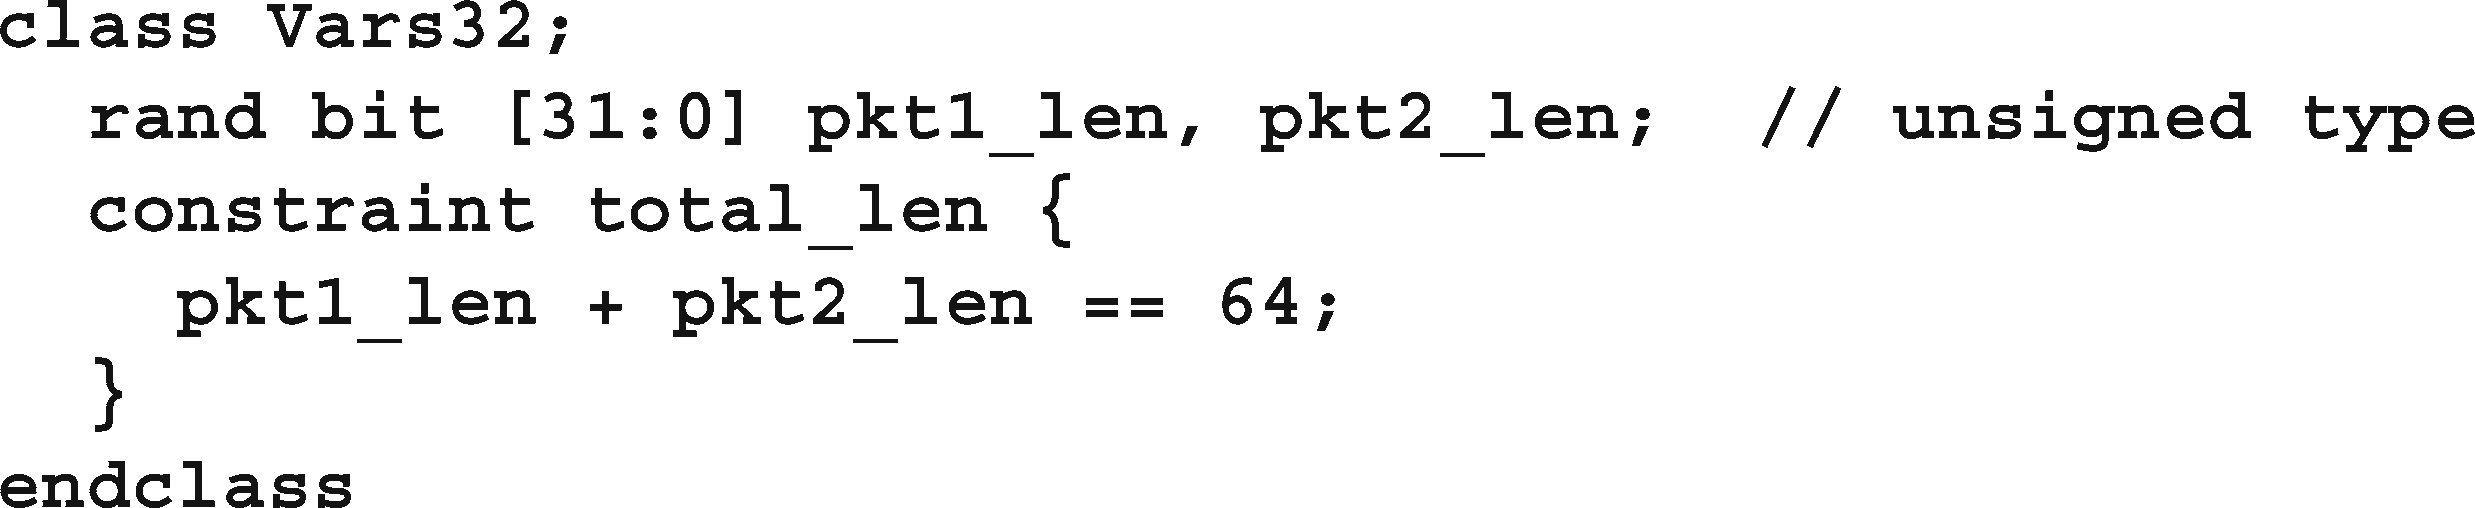 class Vars32;
  rand bit [31:0] pkt1_len, pkt2_len;  // unsigned type
  constraint total_len {
    pkt1_len + pkt2_len == 64;
  }
endclass